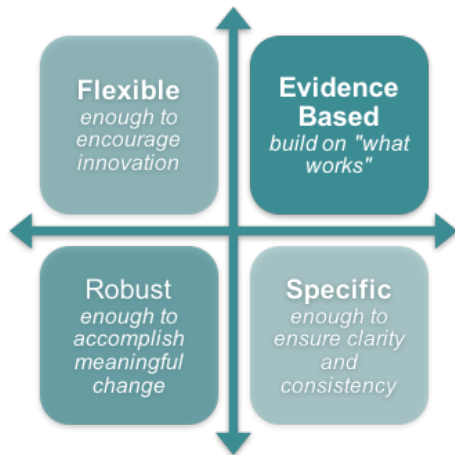 Flexible
enough to
encourage
innovation
Evidence
Based
build on "what
works"
Robust
enough to
accomplish
meaningful
change
Specific
enough to
ensure clarity
and
consistency